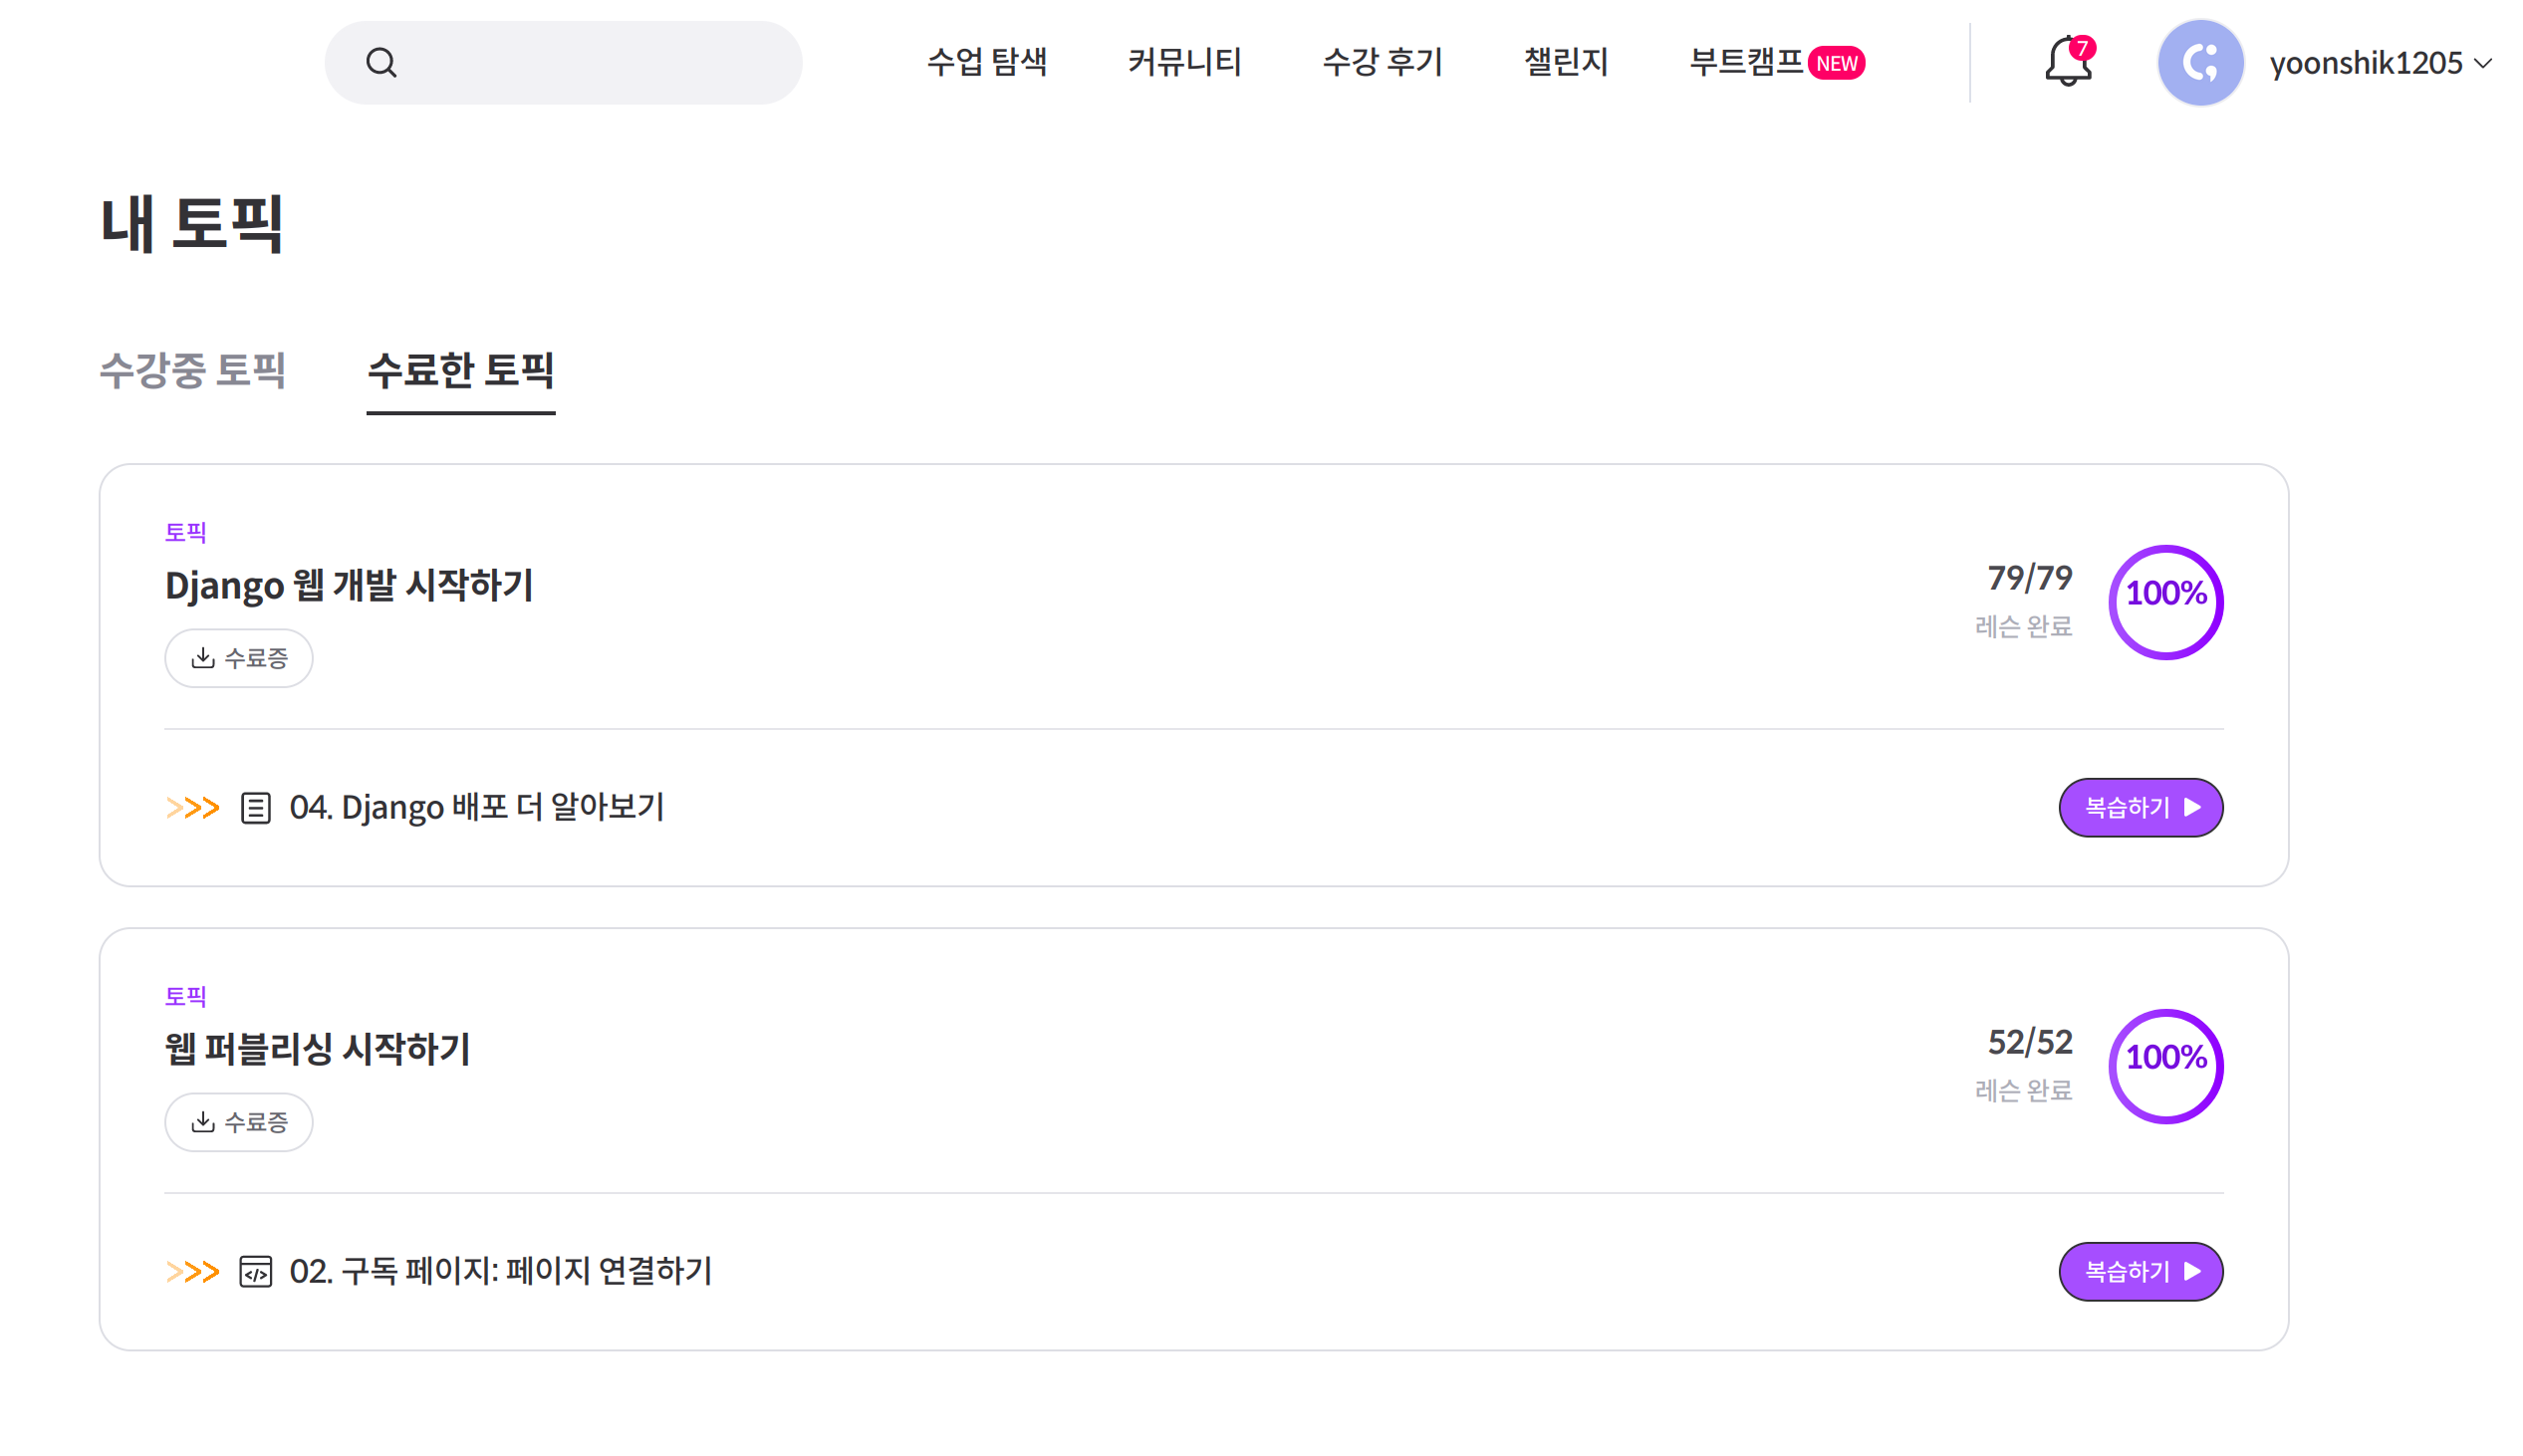 수업 탐색 커뮤니티 수강 후기 챌린지 부트캠프 NEW 7 yoonshik1205
내 토픽
수강중 토픽 수료한 토픽
토픽
Django 웹 개발 시작하기
수료증
79/79
레슨 완료
100%
>>> 04. Django 배포 더 알아보기
복습하기
토픽
웹 퍼블리싱 시작하기
수료증
52/52
레슨 완료
100%
>>> 02. 구독 페이지: 페이지 연결하기
복습하기